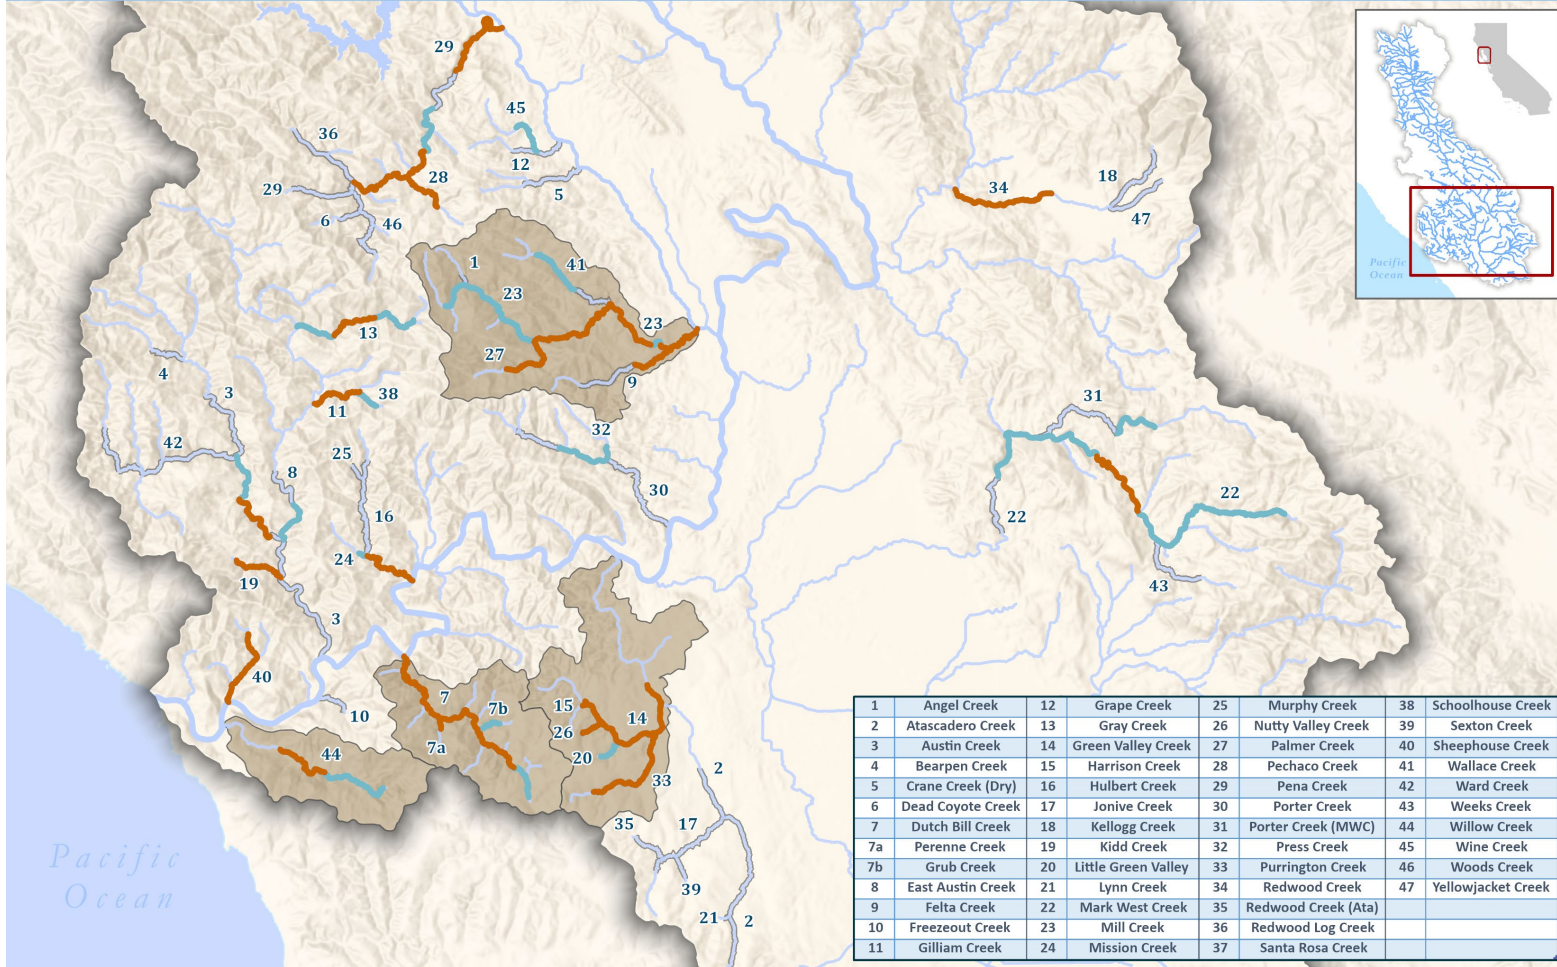 29
45
36
12
28
29
5
6
46
34
18
47
Pacific
Ocean
1
41
23
23
13
27
9
4
3
38
11
31
32
42
25
8
30
22
22
16
24
19
43
3
40
7
7b
15
14
10
26
7a
20
44
33
2
35
17
39
21
2
Pacific
Ocean
1 Angel Creek 12 Grape Creek 25 Murphy Creek 38 Schoolhouse Creek
2 Atascadero Creek 13 Gray Creek 26 Nutty Valley Creek 39 Sexton Creek
3 Austin Creek 14 Green Valley Creek 27 Palmer Creek 40 Sheephouse Creek
4 Bearpen Creek 15 Harrison Creek 28 Pechaco Creek 41 Wallace Creek
5 Crane Creek (Dry) 16 Hulbert Creek 29 Pena Creek 42 Ward Creek
6 Dead Coyote Creek 17 Jonive Creek 30 Porter Creek 43 Weeks Creek
7 Dutch Bill Creek 18 Kellogg Creek 31 Porter Creek (MWC) 44 Willow Creek
7a Perenne Creek 19 Kidd Creek 32 Press Creek 45 Wine Creek
7b Grub Creek 20 Little Green Valley 33 Purrington Creek 46 Woods Creek
8 East Austin Creek 21 Lynn Creek 34 Redwood Creek 47 Yellowjacket Creek
9 Felta Creek 22 Mark West Creek 35 Redwood Creek (Ata)
10 Freezeout Creek 23 Mill Creek 36 Redwood Log Creek
11 Gilliam Creek 24 Mission Creek 37 Santa Rosa Creek